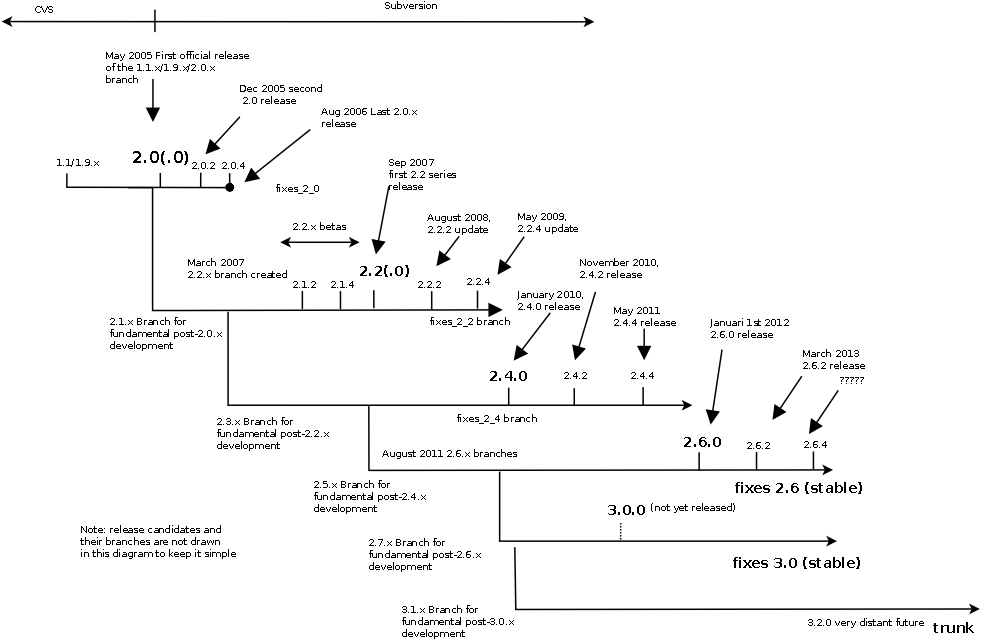 CVS
Subversion
May 2005 First official release
of the 1.1.x/1.9.x/2.0.x
branch
Dec 2005 second
2.0 release
Aug 2006 Last 2.0.x
release
1.1/1.9.x
2.0(.0)
2.0.2
2.0.4
fixes_2_0
Sep 2007
first 2.2 series
release
2.2.x betas
August 2008,
2.2.2 update
May 2009,
2.2.4 update
March 2007
2.2.x branch created
2.1.2
2.1.4
2.2(.0)
2.2.2
2.2.4
fixes_2_2 branch
2.1.x Branch for
fundamental post-2.0.x
development
November 2010,
2.4.2 release
January 2010,
2.4.0 release
May 2011
2.4.4 release
2.4.0
2.4.2
2.4.4
fixes_2_4 branch
2.3.x Branch for
fundamental post-2.2.x
development
Januari 1st 2012
2.6.0 release
March 2013
2.6.2 release
?????
2.6.0
2.6.2
2.6.4
August 2011 2.6.x branches
fixes 2.6 (stable)
2.5.x Branch for
fundamental post-2.4.x
development
3.0.0 (not yet released)
fixes 3.0 (stable)
2.7.x Branch for
fundamental post-2.6.x
development
Note: release candidates and
their branches are not drawn
in this diagram to keep it simple
3.1.x Branch for
fundamental post-3.0.x
development
3.2.0 very distant future
trunk